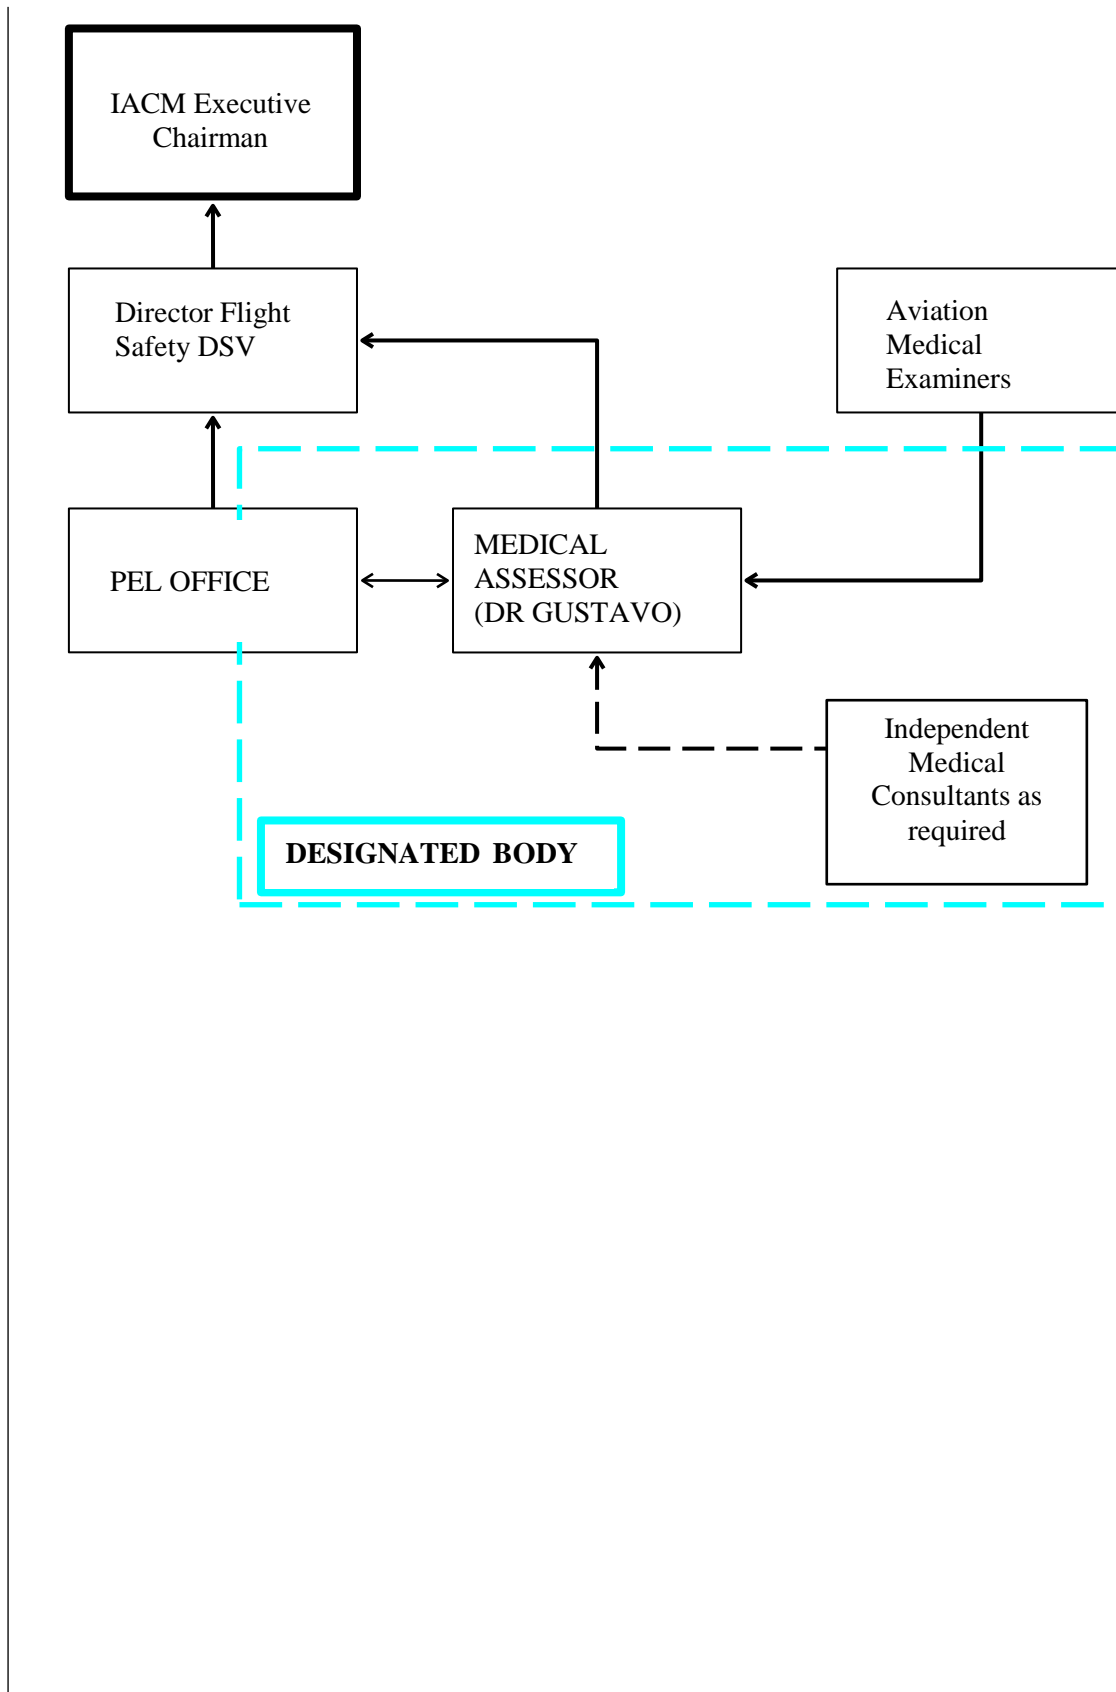 IACM Executive
Chairman
Director Flight
Safety DSV
Aviation
Medical
Examiners
PEL OFFICE
MEDICAL
ASSESSOR
(DR GUSTAVO)
Independent
Medical
Consultants as
required
DESIGNATED BODY